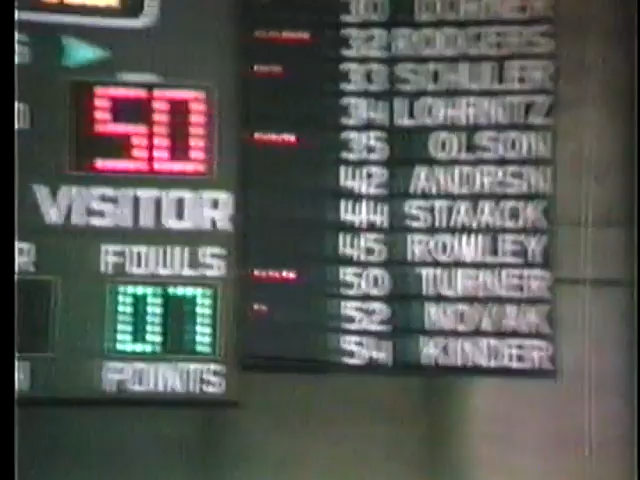 32 RODGERS
33 SCHULER
50
34 LOHRNTZ
35 OLSON
42 ANDRSN
VISITOR
44 STAACK
45 ROWLEY
FOULS
50 TURNER
07
52 NOVAK
54 KINDER
POINTS